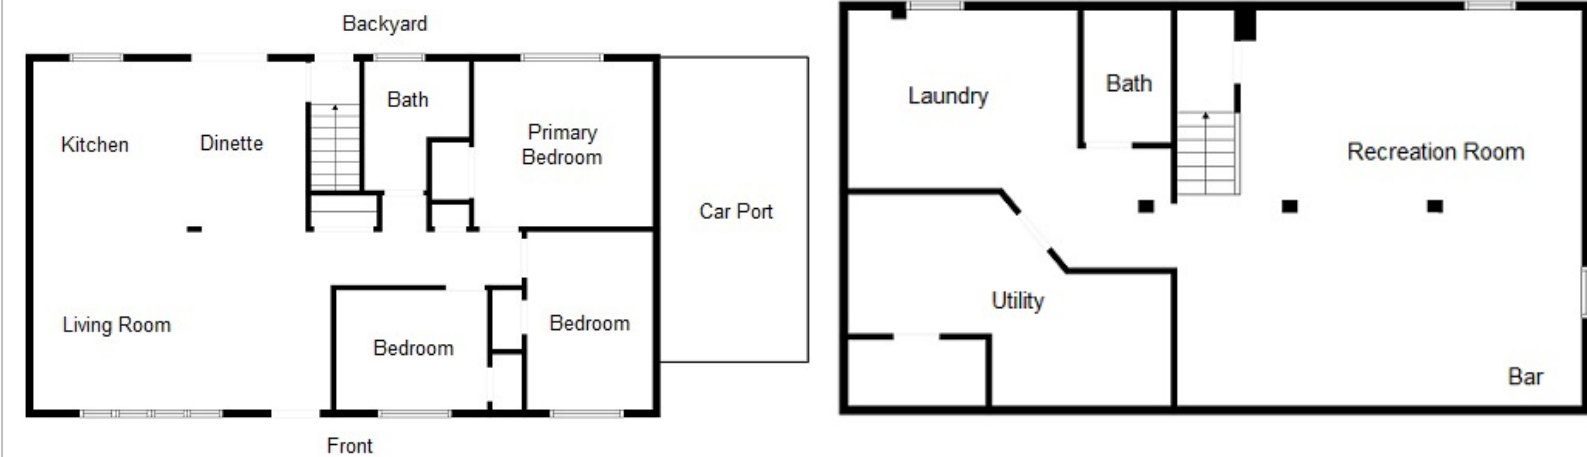 Backyard
Bath
Kitchen
Dinette
Primary
Bedroom
Car Port
Living Room
Bedroom
Bedroom
Front
Laundry
Bath
Recreation Room
Utility
Bar